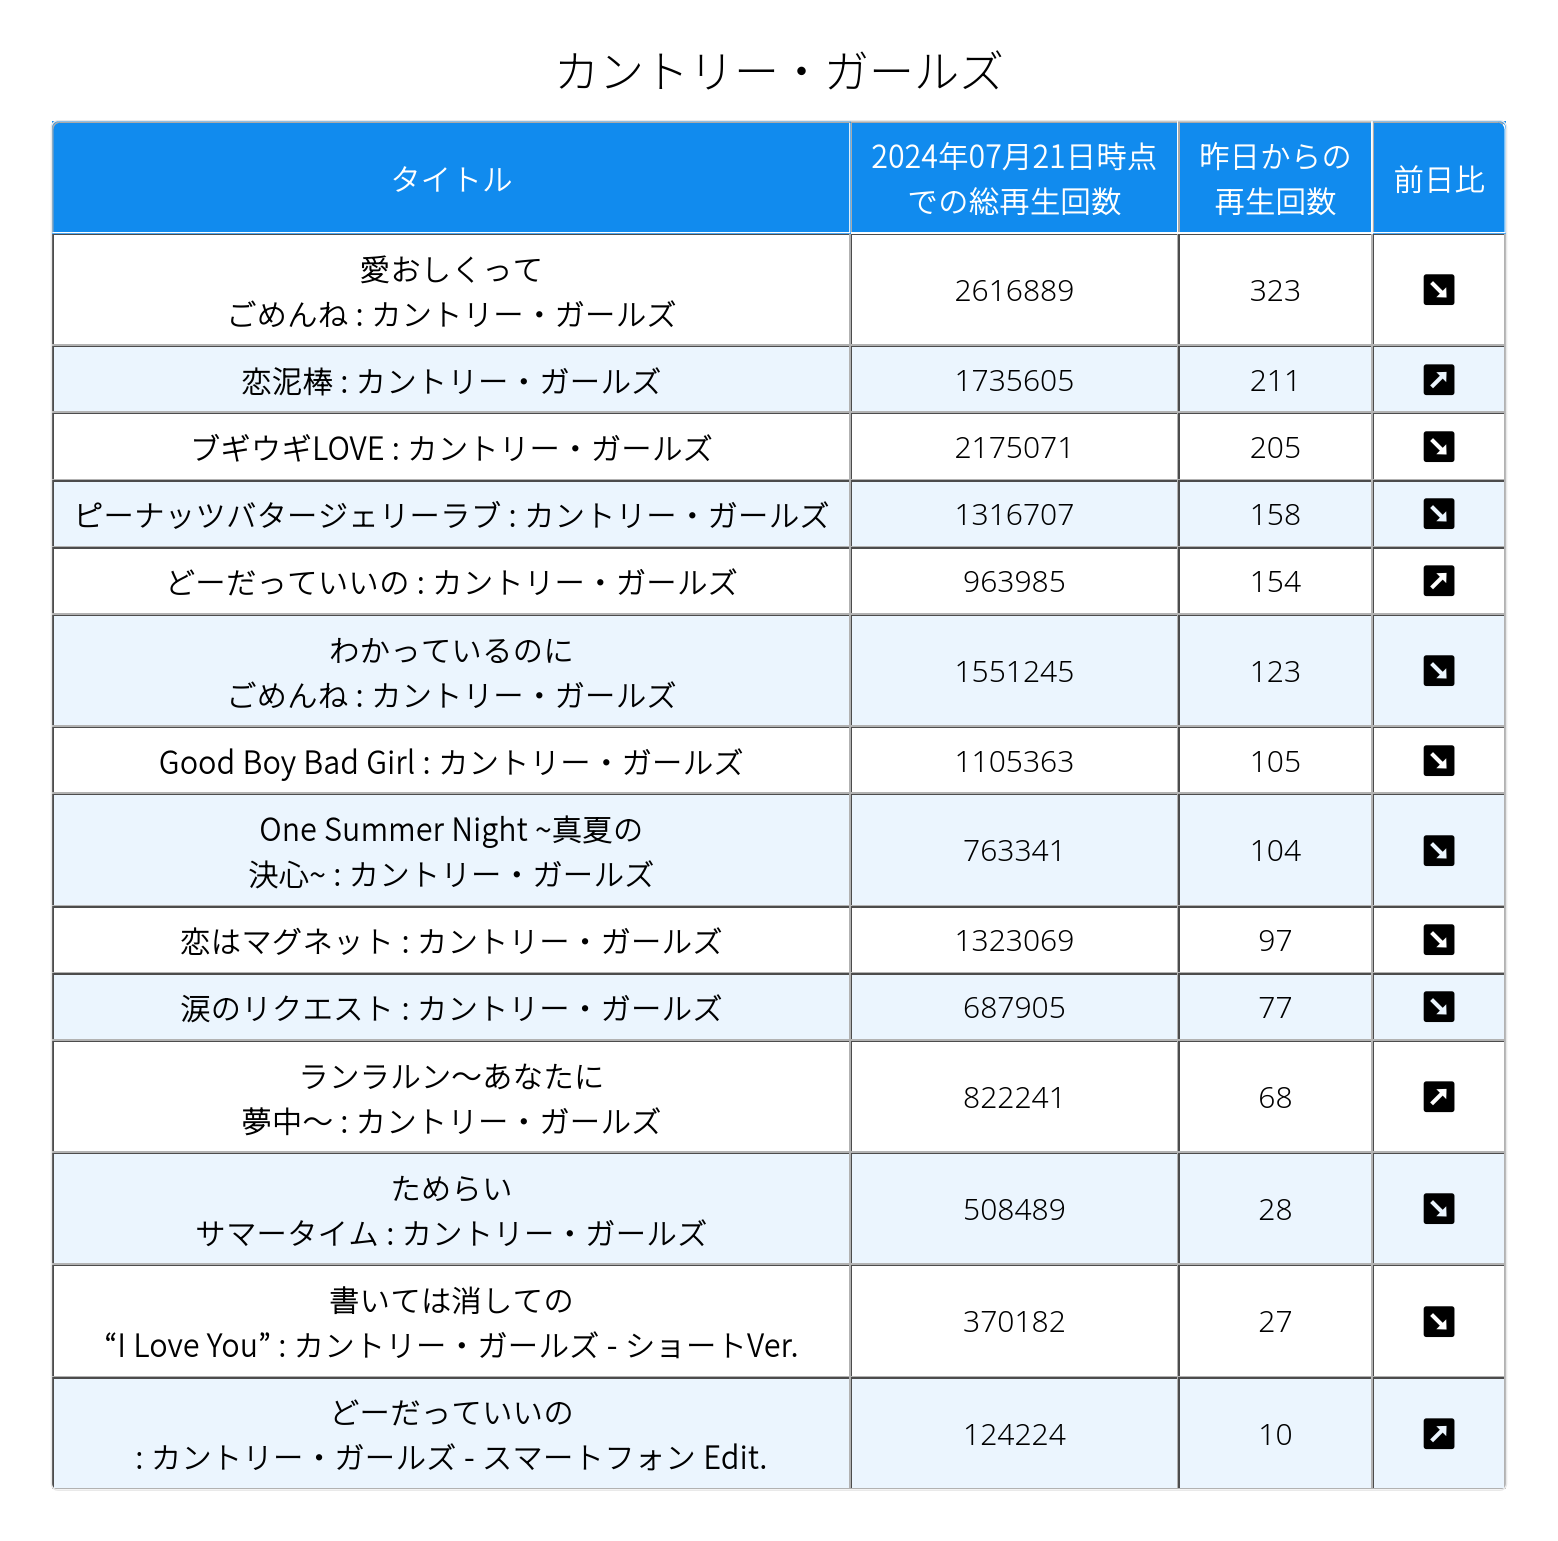 カントリー・ガールズ
タイトル
2024年07月21日時点
での総再生回数
昨日からの
再生回数
前日比
愛おしくって
ごめんね : カントリー・ガールズ
2616889
323
恋泥棒 : カントリー・ガールズ
1735605
211
ブギウギLOVE : カントリー・ガールズ
2175071
205
ピーナッツバタージェリーラブ : カントリー・ガールズ
1316707
158
どーだっていいの : カントリー・ガールズ
963985
154
わかっているのに
ごめんね : カントリー・ガールズ
1551245
123
Good Boy Bad Girl : カントリー・ガールズ
1105363
105
One Summer Night ~真夏の
決心~ : カントリー・ガールズ
763341
104
恋はマグネット : カントリー・ガールズ
1323069
97
涙のリクエスト : カントリー・ガールズ
687905
77
ランラルン～あなたに
夢中～ : カントリー・ガールズ
822241
68
ためらい
サマータイム : カントリー・ガールズ
508489
28
書いては消しての
“I Love You” : カントリー・ガールズ - ショートVer.
370182
27
どーだっていいの
: カントリー・ガールズ - スマートフォン Edit.
124224
10